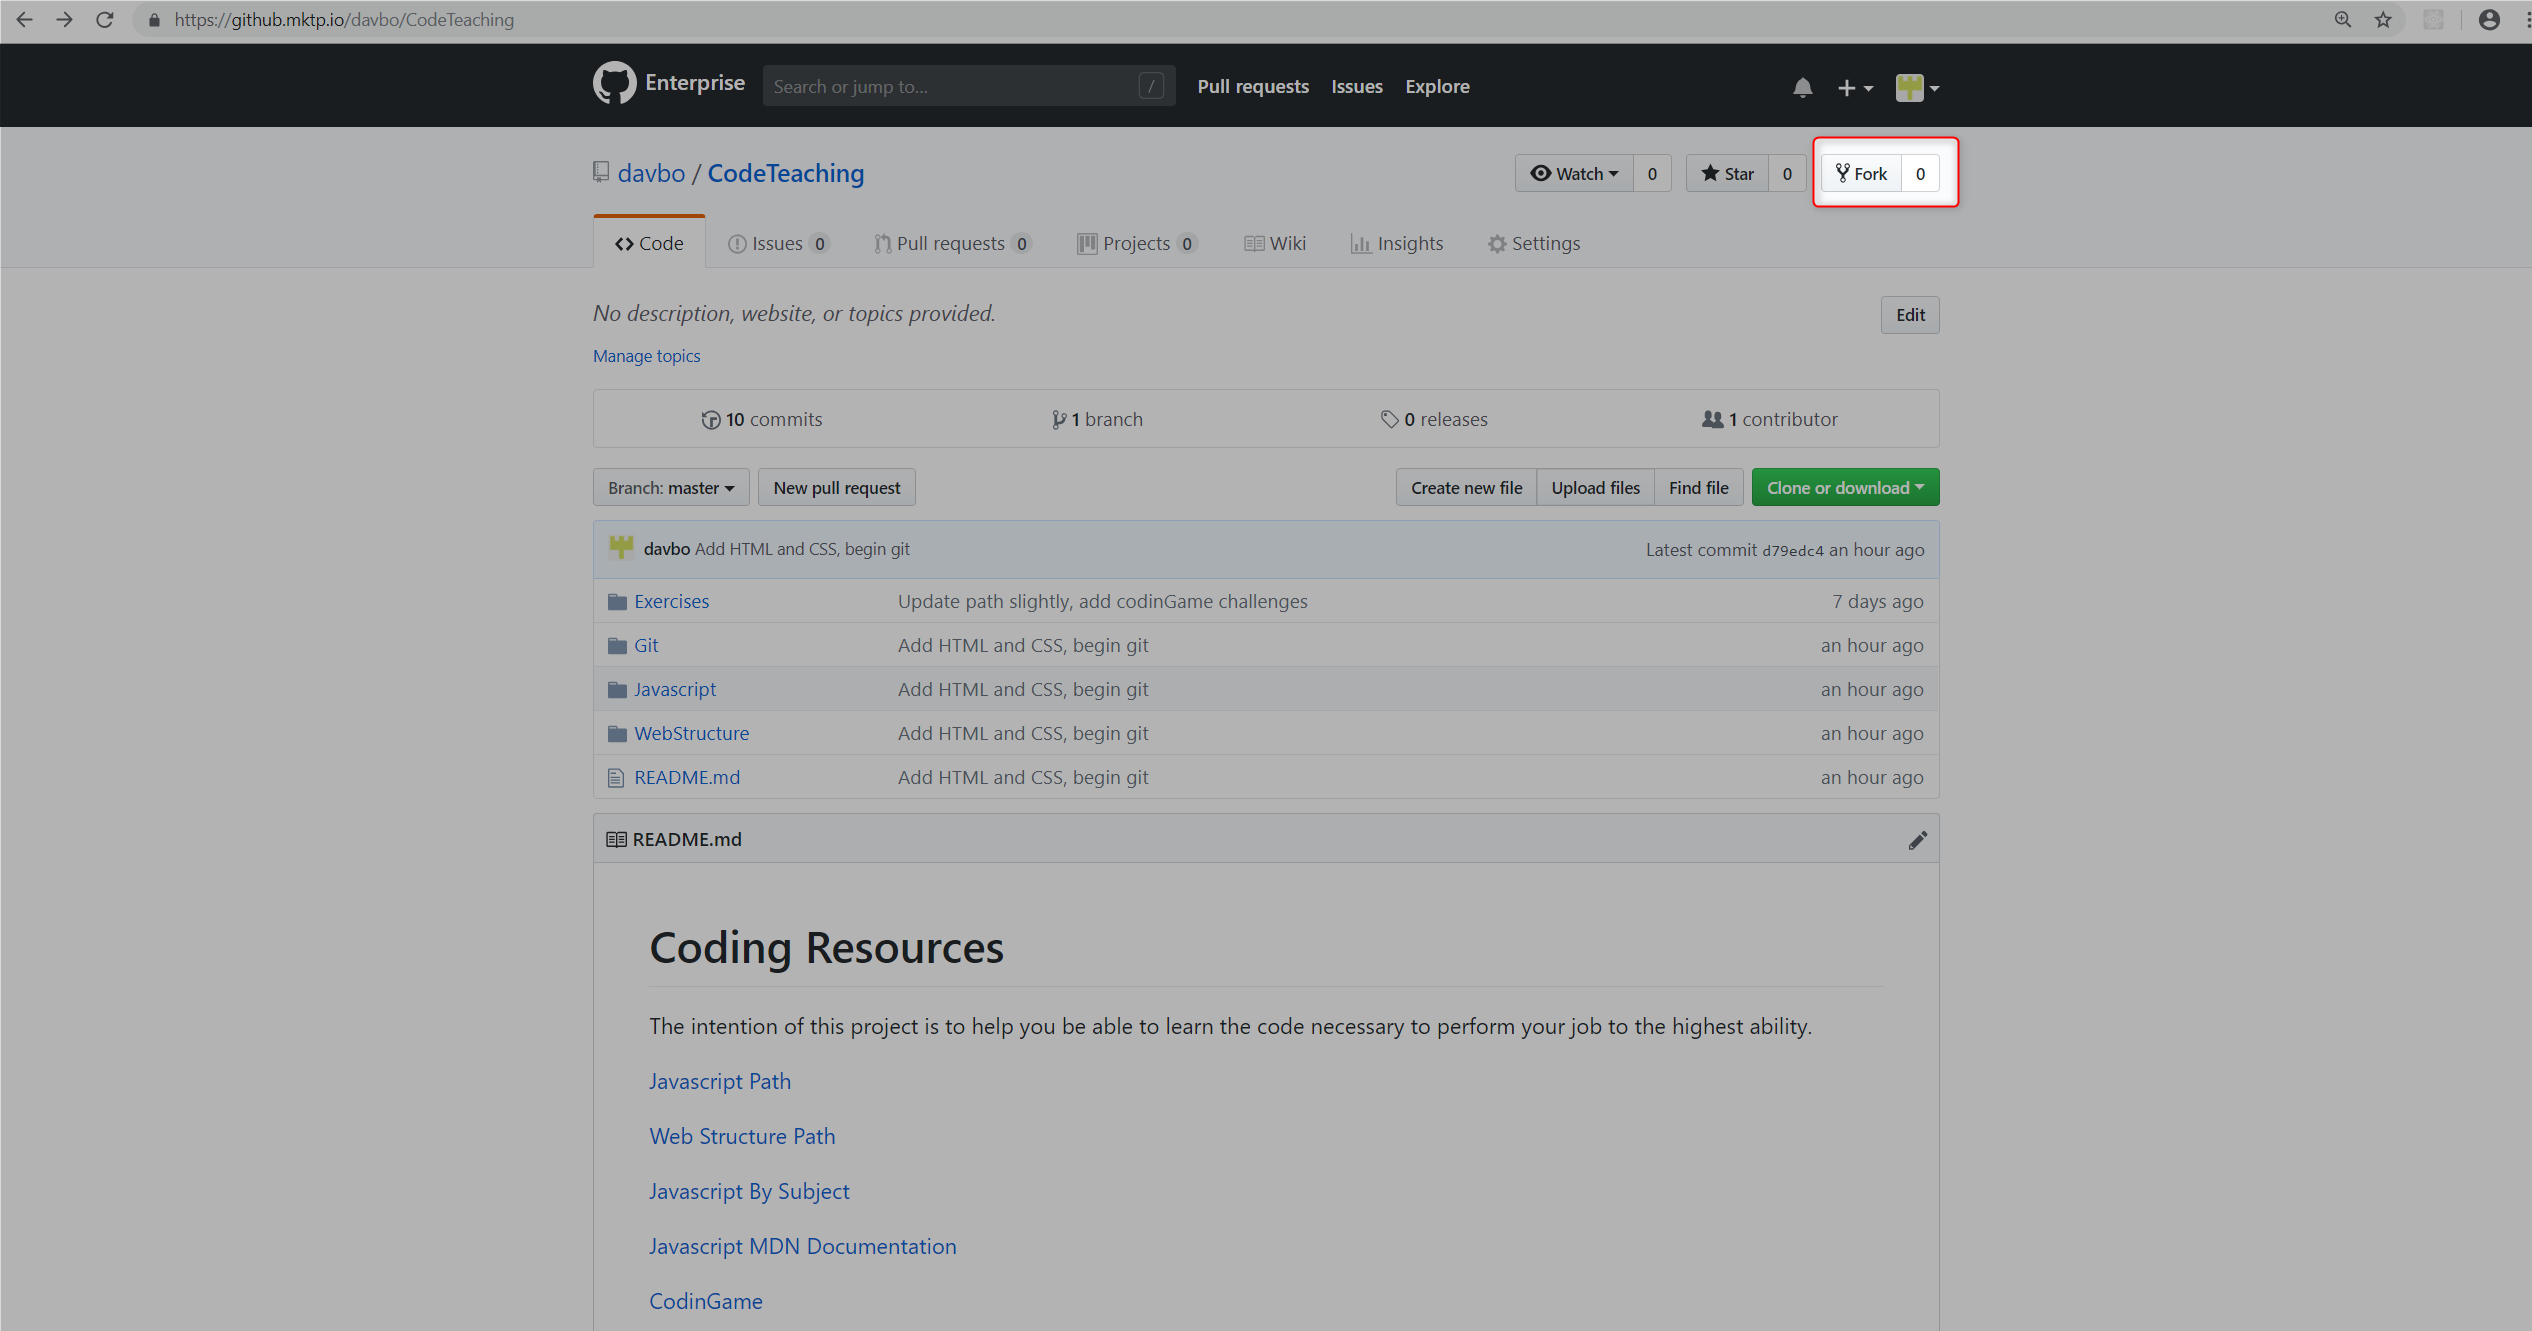 https://github.mktp.io/davbo/CodeTeaching
Enterprise Search or jump to... / Pull requests Issues Explore
davbo / CodeTeaching Watch 0 Star 0 Fork 0
Code Issues 0 Pull requests 0 Projects 0 Wiki Insights Settings
No description, website, or topics provided. Edit
Manage topics
10 commits 1 branch 0 releases 1 contributor
Branch: master New pull request Create new file Upload files Find file Clone or download
davbo Add HTML and CSS, begin git Latest commit d79edc4 an hour ago
Exercises Update path slightly, add codinGame challenges 7 days ago
Git Add HTML and CSS, begin git an hour ago
Javascript Add HTML and CSS, begin git an hour ago
WebStructure Add HTML and CSS, begin git an hour ago
README.md Add HTML and CSS, begin git an hour ago
README.md
Coding Resources
The intention of this project is to help you be able to learn the code necessary to perform your job to the highest ability.
Javascript Path
Web Structure Path
Javascript By Subject
Javascript MDN Documentation
CodinGame